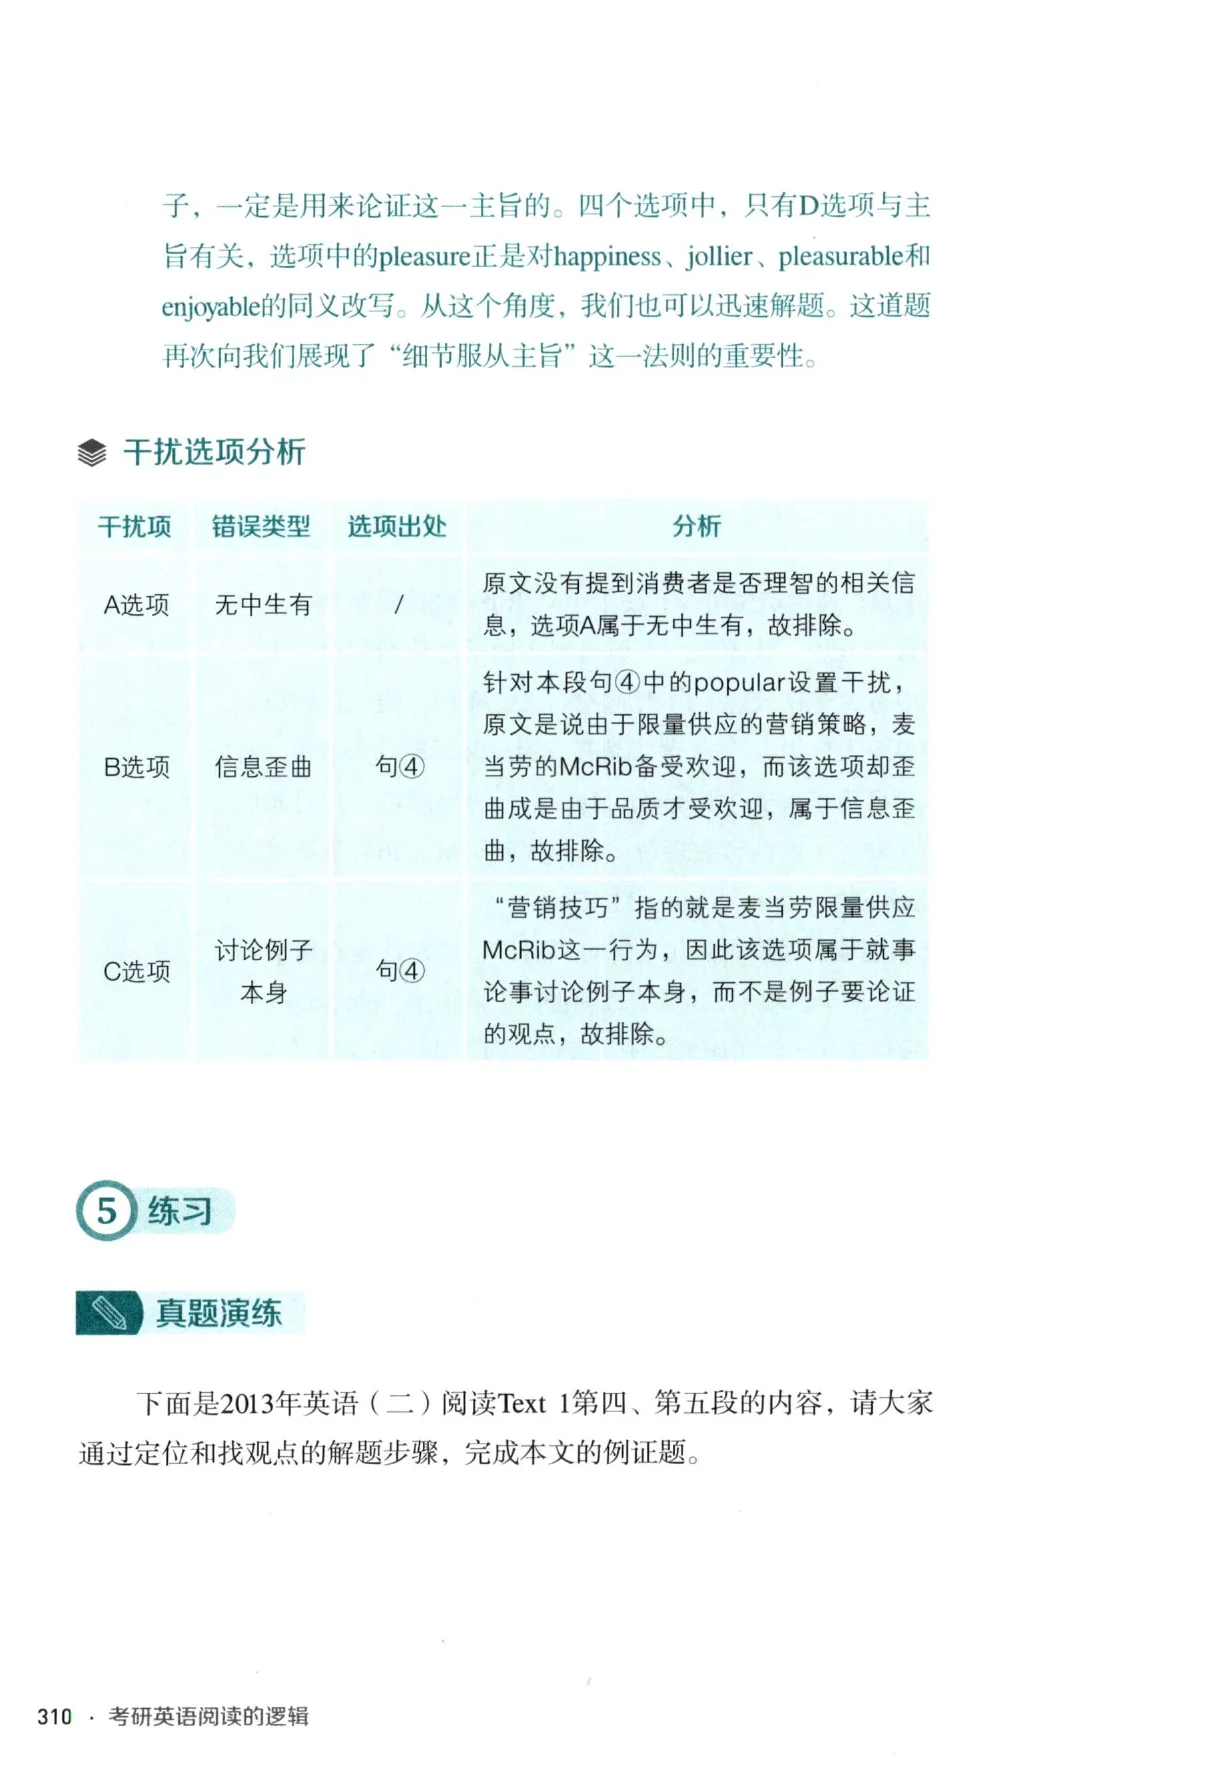 子，一定是用来论证这一主旨的。四个选项中，只有D选项与主
旨有关，选项中的pleasure正是对happiness、jollier、pleasurable和
enjoyable的同义改写。从这个角度，我们也可以迅速解题。这道题
再次向我们展现了“细节服从主旨”这一法则的重要性。
干扰选项分析
干扰项 错误类型 选项出处 分析
A选项 无中生有 / 原文没有提到消费者是否理智的相关信
息，选项A属于无中生有，故排除。
B选项 信息歪曲 句④ 针对本段句④中的popular设置干扰，
原文是说由于限量供应的营销策略，麦
当劳的McRib备受欢迎，而该选项却歪
曲成是由于品质才受欢迎，属于信息歪
曲，故排除。
C选项 讨论例子
本身 句④ “营销技巧”指的就是麦当劳限量供应
McRib这一行为，因此该选项属于就事
论事讨论例子本身，而不是例子要论证
的观点，故排除。
5 练习
真题演练
下面是2013年英语（二）阅读Text 1第四、第五段的内容，请大家
通过定位和找观点的解题步骤，完成本文的例证题。
310 · 考研英语阅读的逻辑